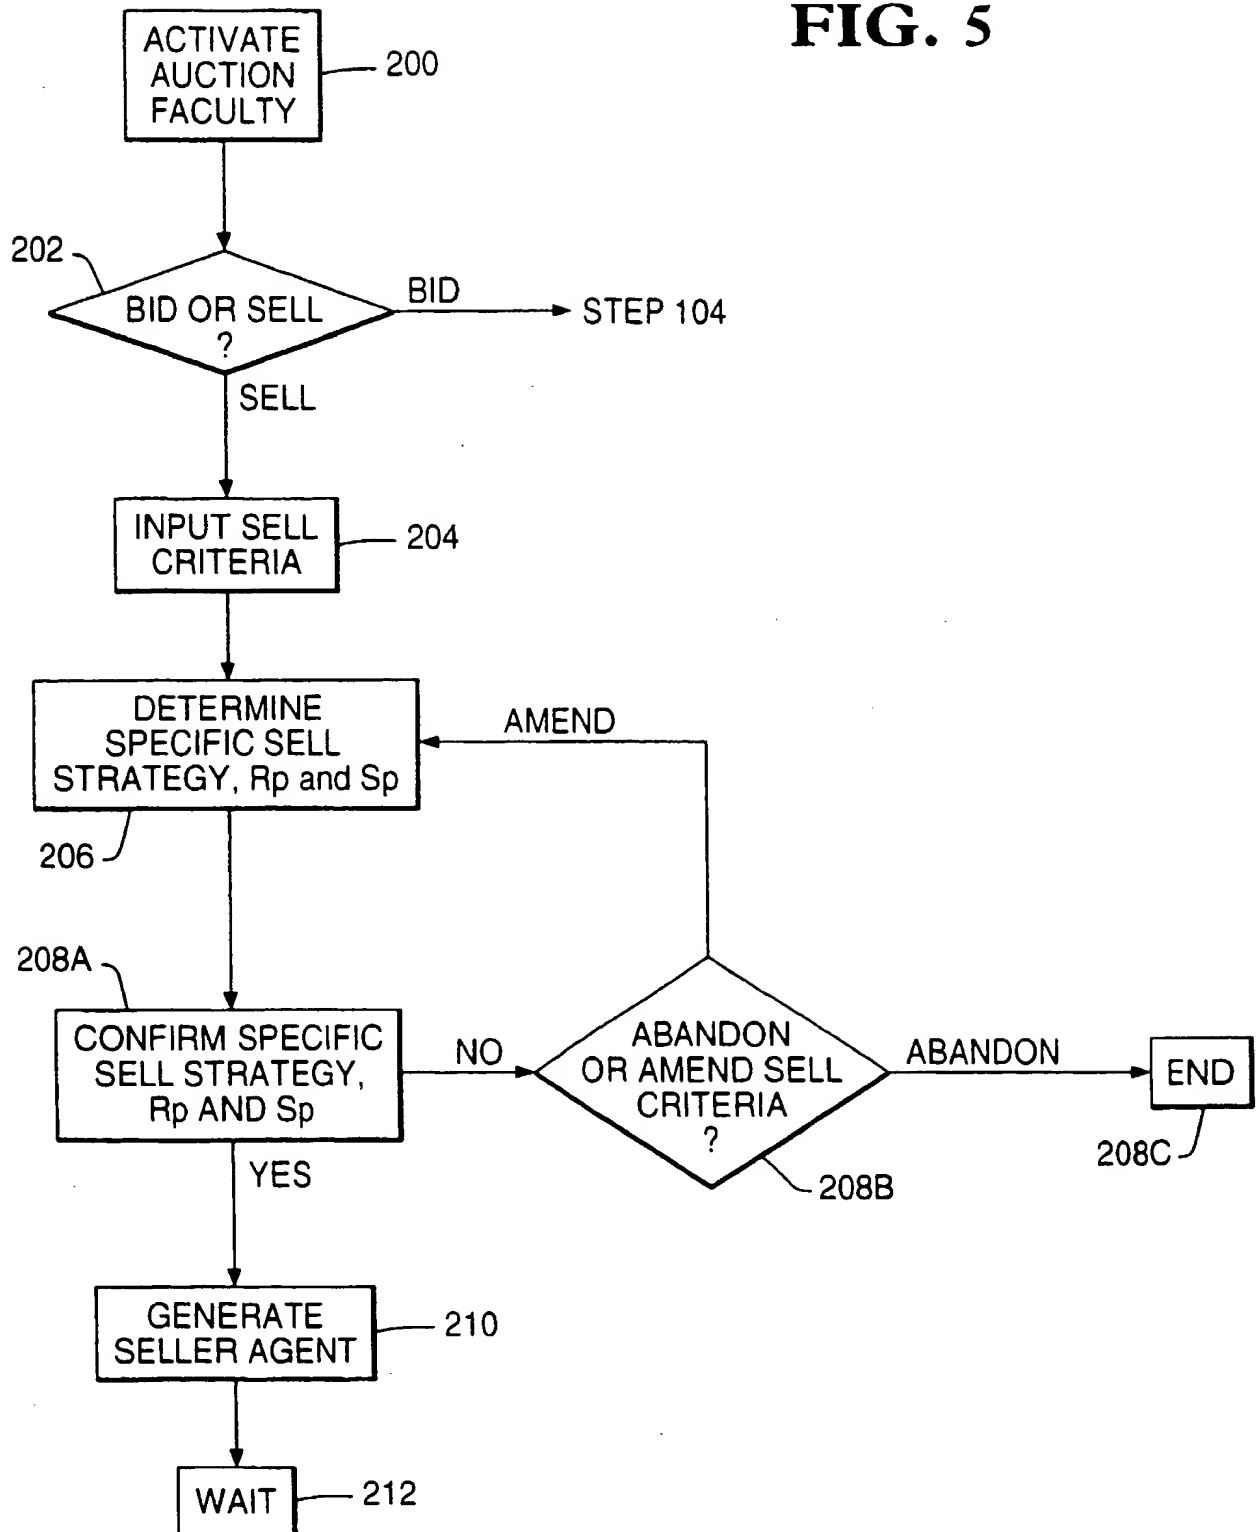 FIG. 5
ACTIVATE
AUCTION
FACULTY
200
202
BID OR SELL
?
BID
STEP 104
SELL
INPUT SELL
CRITERIA
204
DETERMINE
SPECIFIC SELL
STRATEGY, Rp and Sp
AMEND
206
208A
CONFIRM SPECIFIC
SELL STRATEGY,
Rp AND Sp
NO
ABANDON
OR AMEND SELL
CRITERIA
?
ABANDON
END
208C
208B
YES
GENERATE
SELLER AGENT
210
WAIT
212